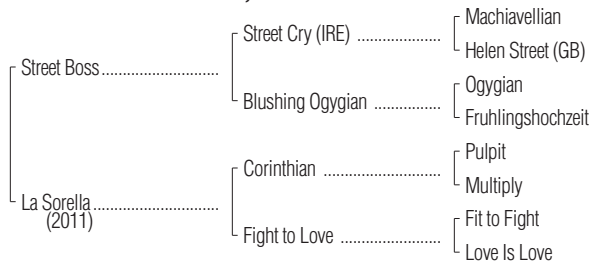 Machiavellian
Street Cry (IRE) ..................
Helen Street (GB)
Street Boss.........................
Ogygian
Blushing Ogygian ................
Fruhlingshochzeit
Pulpit
Corinthian ..........................
Multiply
La Sorella...........................
(2011)
Fit to Fight
Fight to Love ......................
Love Is Love